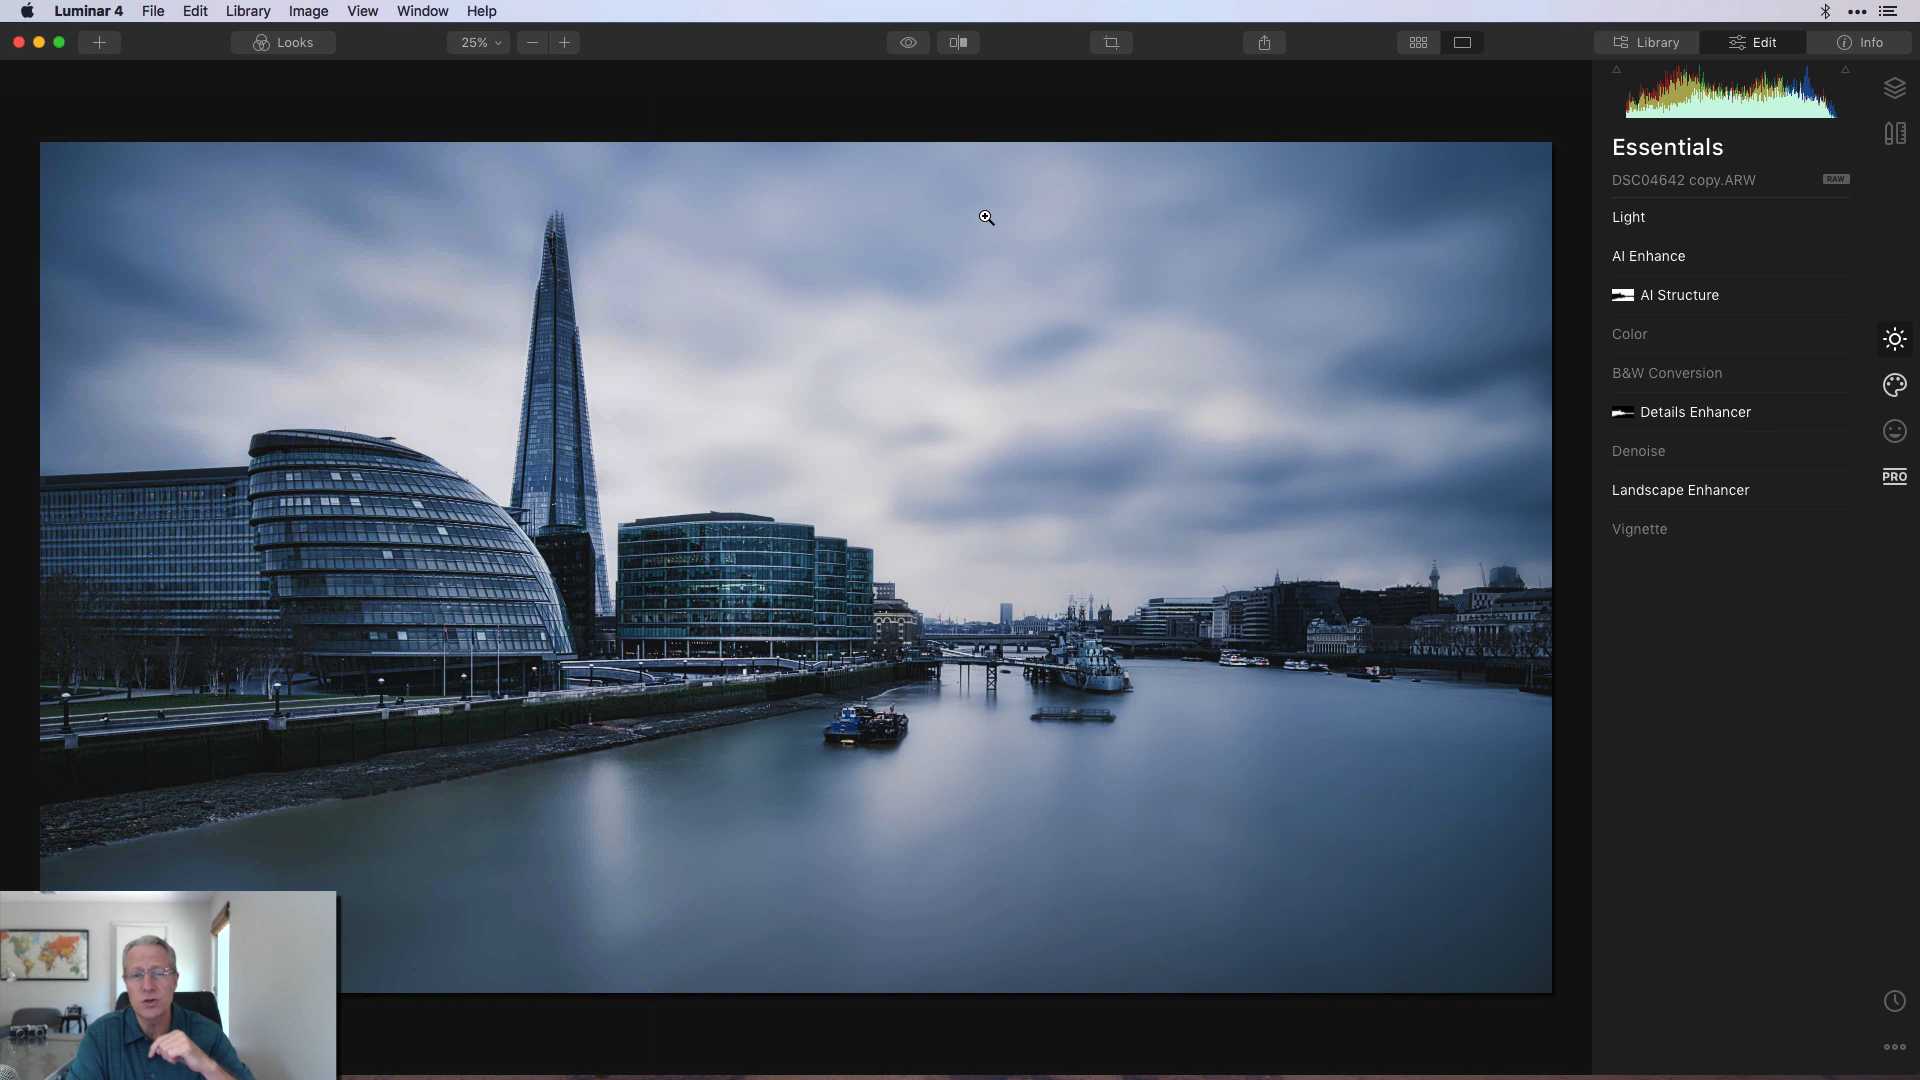 Luminar 4 File Edit Library Image View Window Help
Looks 25% Library Edit Info
Essentials
DSC04642 copy.ARW RAW
Light
AI Enhance
AI Structure
Color
B&W Conversion
Details Enhancer
PRO
Denoise
Landscape Enhancer
Vignette